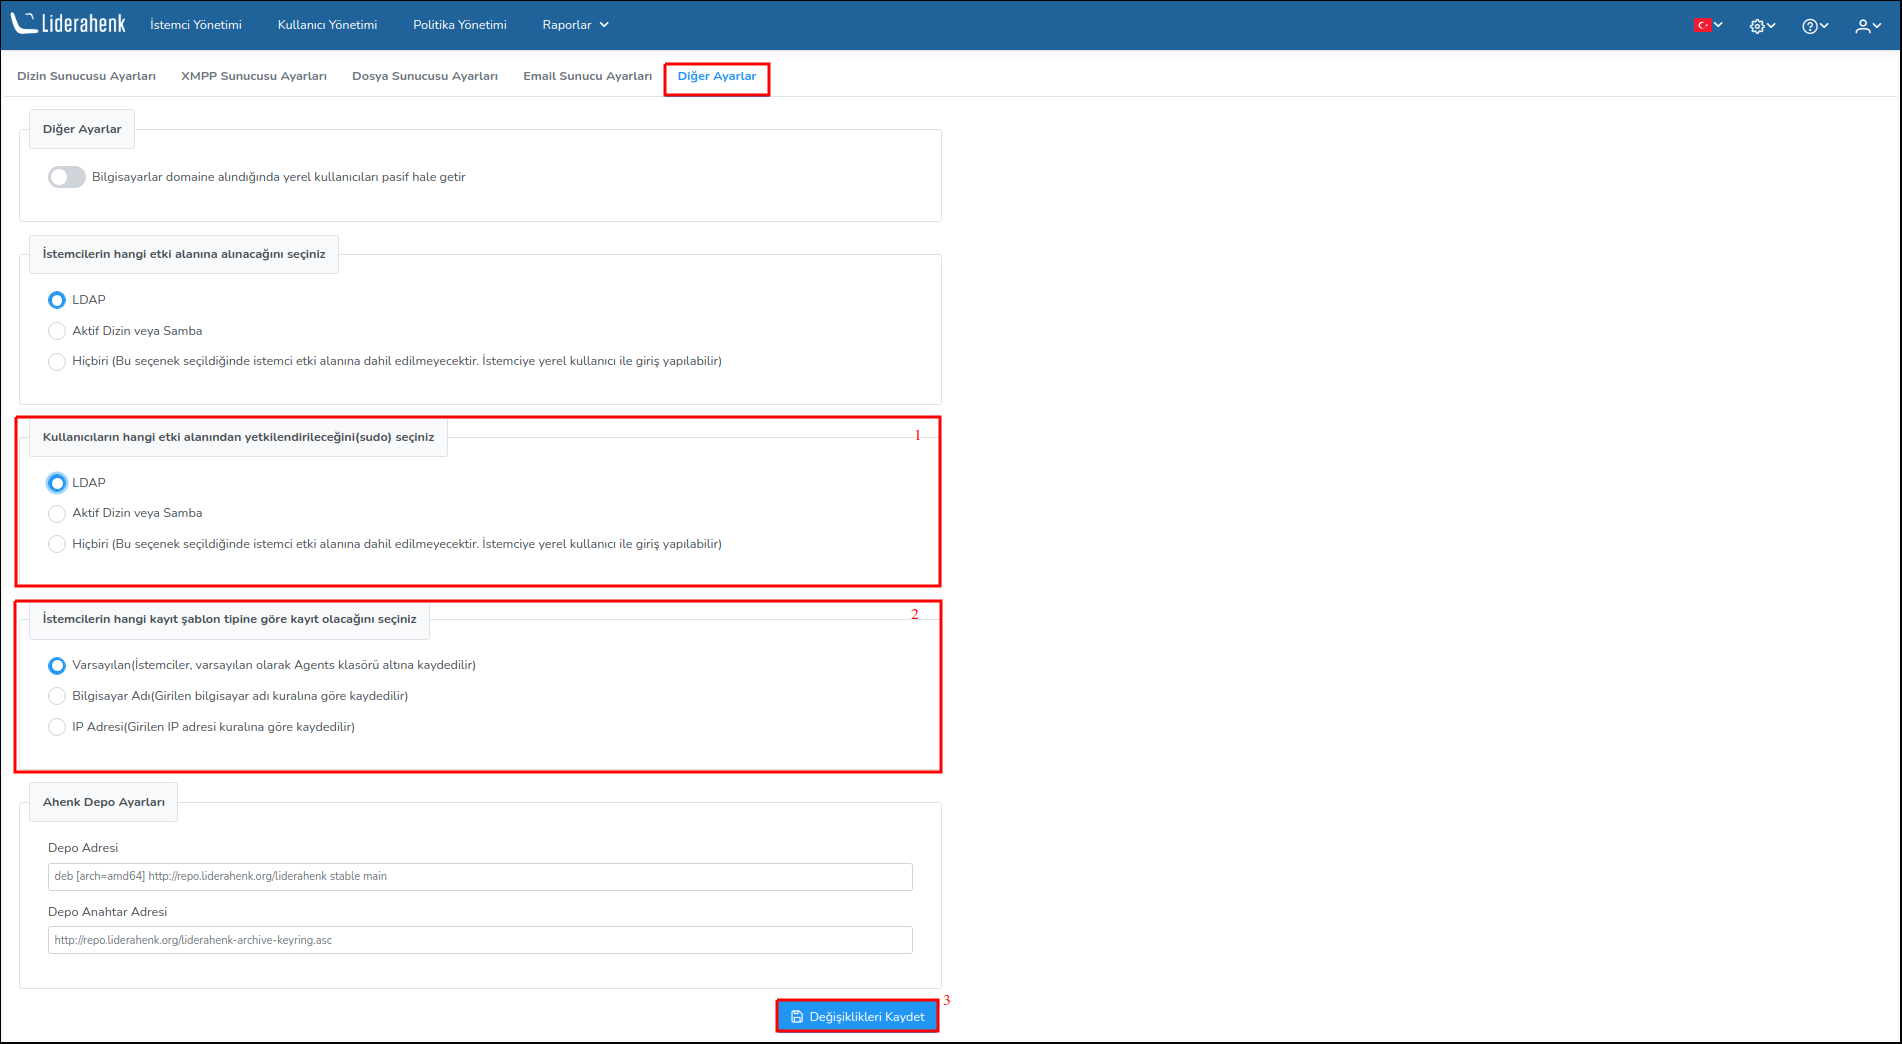 Liderahenk İstemci Yönetimi Kullanıcı Yönetimi Politika Yönetimi Raporlar
Dizin Sunucusu Ayarları XMPP Sunucusu Ayarları Dosya Sunucusu Ayarları Email Sunucu Ayarları Diğer Ayarlar
Diğer Ayarlar
Bilgisayarlar domaine alındığında yerel kullanıcıları pasif hale getir
İstemcilerin hangi etki alanına alınacağını seçiniz
LDAP
Aktif Dizin veya Samba
Hiçbiri (Bu seçenek seçildiğinde istemci etki alanına dahil edilmeyecektir. İstemciye yerel kullanıcı ile giriş yapılabilir)
Kullanıcıların hangi etki alanından yetkilendirileceğini(sudo) seçiniz 1
LDAP
Aktif Dizin veya Samba
Hiçbiri (Bu seçenek seçildiğinde istemci etki alanına dahil edilmeyecektir. İstemciye yerel kullanıcı ile giriş yapılabilir)
İstemcilerin hangi kayıt şablon tipine göre kayıt olacağını seçiniz 2
Varsayılan(İstemciler, varsayılan olarak Agents klasörü altına kaydedilir)
Bilgisayar Adı(Girilen bilgisayar adı kuralına göre kaydedilir)
IP Adresi(Girilen IP adresi kuralına göre kaydedilir)
Ahenk Depo Ayarları
Depo Adresi
deb [arch=amd64] http://repo.liderahenk.org/liderahenk stable main
Depo Anahtar Adresi
http://repo.liderahenk.org/liderahenk-archive-keyring.asc
Değişiklikleri Kaydet 3